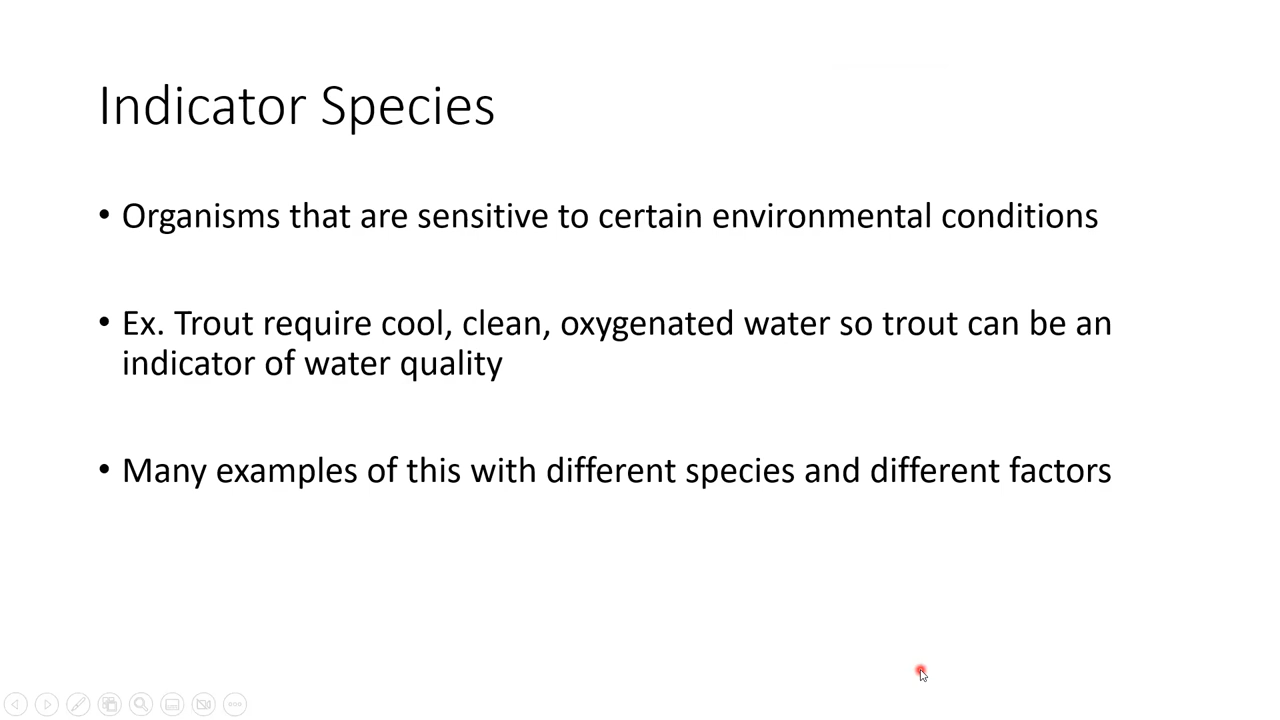 Indicator Species
• Organisms that are sensitive to certain environmental conditions
• Ex. Trout require cool, clean, oxygenated water so trout can be an
indicator of water quality
• Many examples of this with different species and different factors